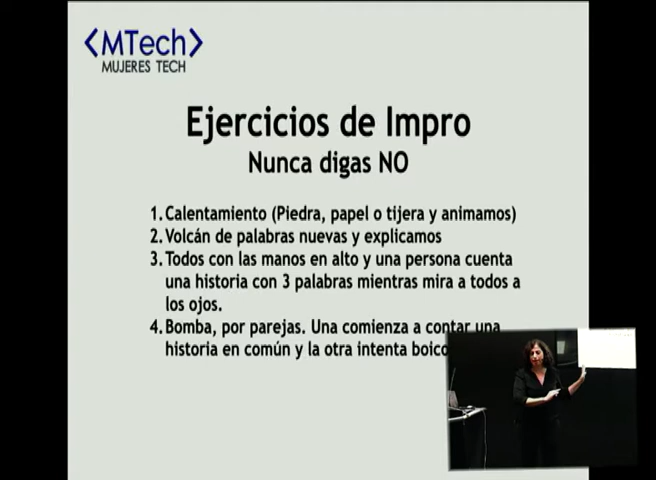 <MTech>
MUJERES TECH
Ejercicios de Impro
Nunca digas NO
1. Calentamiento (Piedra, papel o tijera y animamos)
2. Volcán de palabras nuevas y explicamos
3. Todos con las manos en alto y una persona cuenta
una historia con 3 palabras mientras mira a todos a
los ojos.
4. Bomba, por parejas. Una comienza a contar una
historia en común y la otra intenta